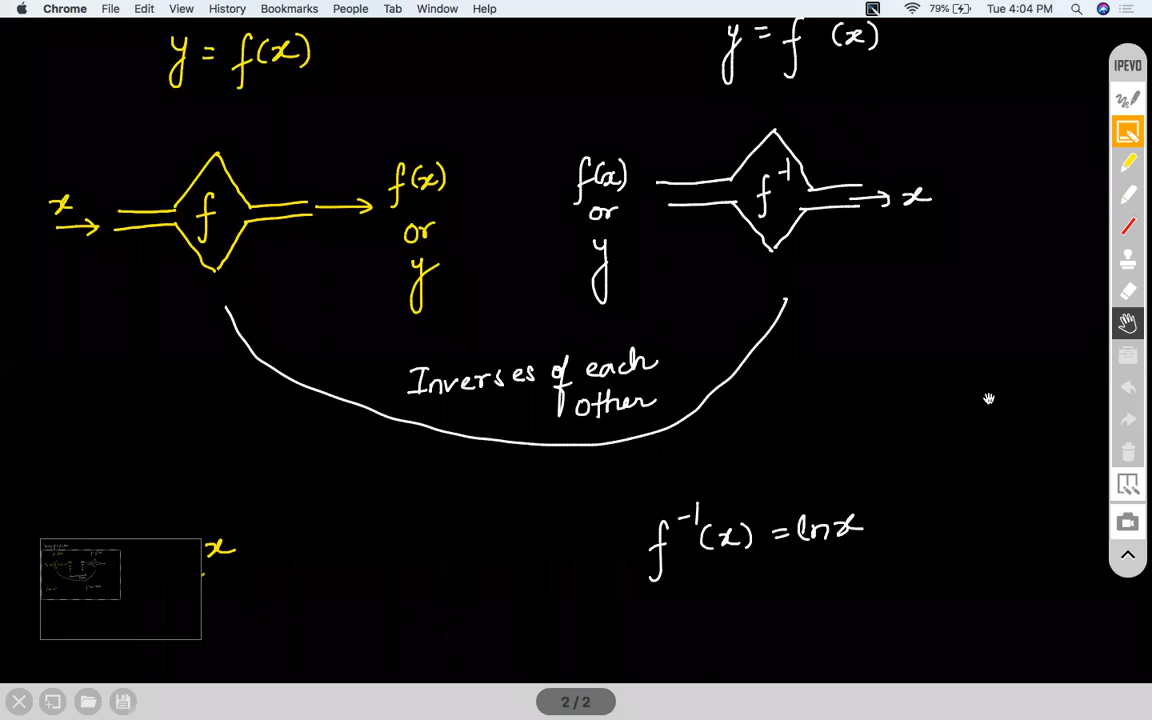 Chrome File Edit View History Bookmarks People Tab Window Help 79% Tue 4:04 PM
y = f(x)
y = f (x)
IPEVO
x
f
f(x)
or
y
f(x)
or
y
f⁻¹
x
Inverses of each
other
x
f⁻¹(x) = ln x
2 / 2